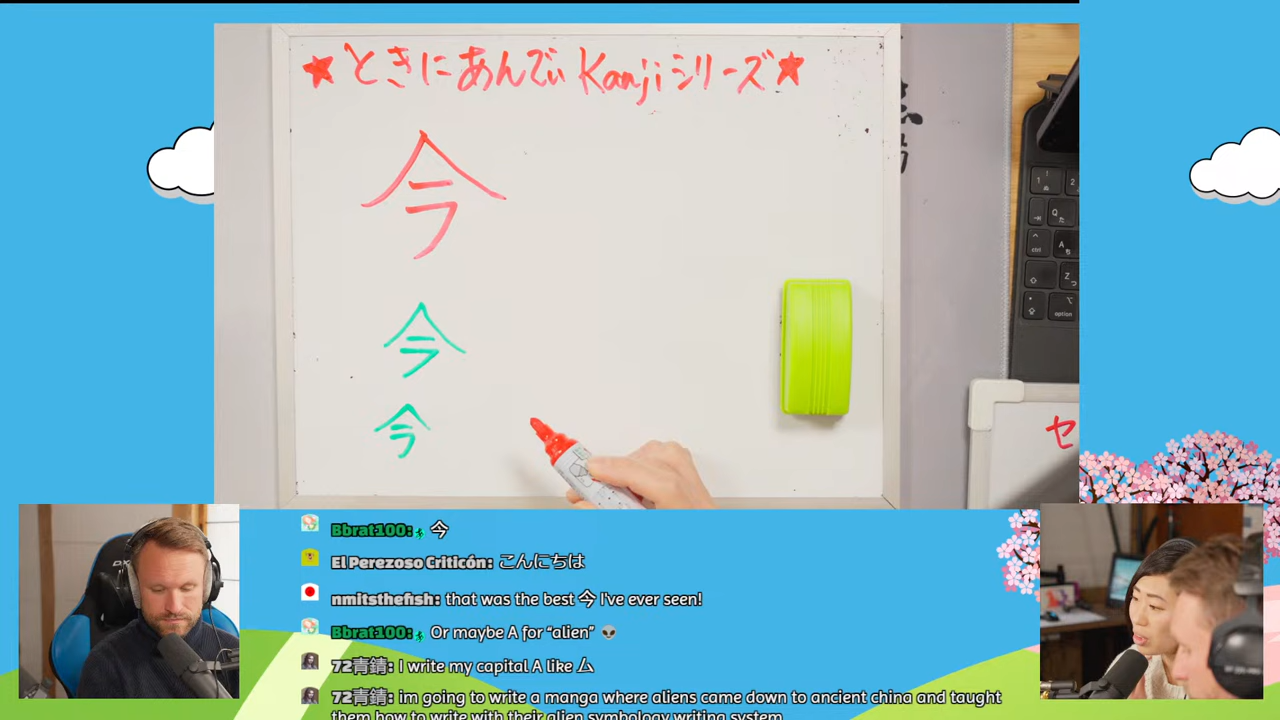 ★ときにあんでぃKanjiシリーズ★
今
今
今
セ
Bbrat100: 今
El Perezoso Criticón: こんにちは
nmitsthefish: that was the best 今 I've ever seen!
Bbrat100: Or maybe A for “alien” 👽
72青錆: I write my capital A like ム
72青錆: im going to write a manga where aliens came down to ancient china and taught
them how to write with their alien symbology writing system